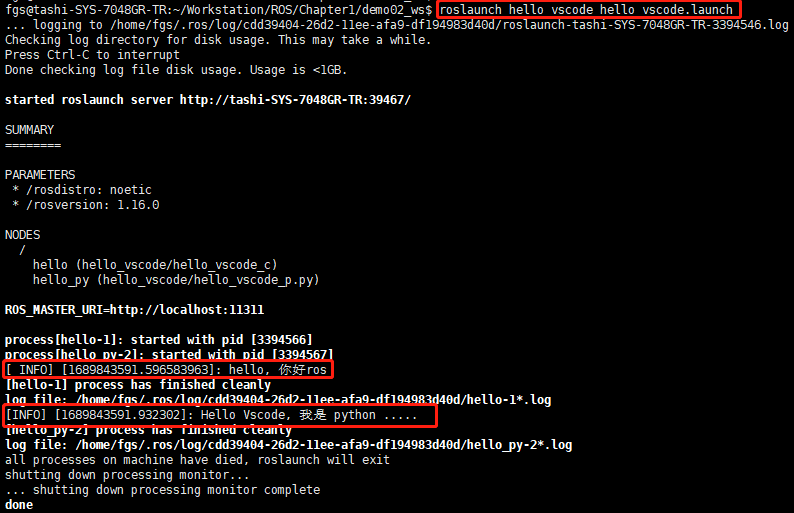 fgs@tashi-SYS-7048GR-TR:~/Workstation/ROS/Chapter1/demo02_ws$ roslaunch hello_vscode hello_vscode.launch
... logging to /home/fgs/.ros/log/cdd39404-26d2-11ee-afa9-df194983d40d/roslaunch-tashi-SYS-7048GR-TR-3394546.log
Checking log directory for disk usage. This may take a while.
Press Ctrl-C to interrupt
Done checking log file disk usage. Usage is <1GB.
started roslaunch server http://tashi-SYS-7048GR-TR:39467/
SUMMARY
========
PARAMETERS
 * /rosdistro: noetic
 * /rosversion: 1.16.0
NODES
  /
    hello (hello_vscode/hello_vscode_c)
    hello_py (hello_vscode/hello_vscode_p.py)
ROS_MASTER_URI=http://localhost:11311
process[hello-1]: started with pid [3394566]
process[hello_py-2]: started with pid [3394567]
[ INFO] [1689843591.596583963]: hello, 你好ros
[hello-1] process has finished cleanly
log file: /home/fgs/.ros/log/cdd39404-26d2-11ee-afa9-df194983d40d/hello-1*.log
[INFO] [1689843591.932302]: Hello Vscode, 我是 python .....
[hello_py-2] process has finished cleanly
log file: /home/fgs/.ros/log/cdd39404-26d2-11ee-afa9-df194983d40d/hello_py-2*.log
all processes on machine have died, roslaunch will exit
shutting down processing monitor...
... shutting down processing monitor complete
done